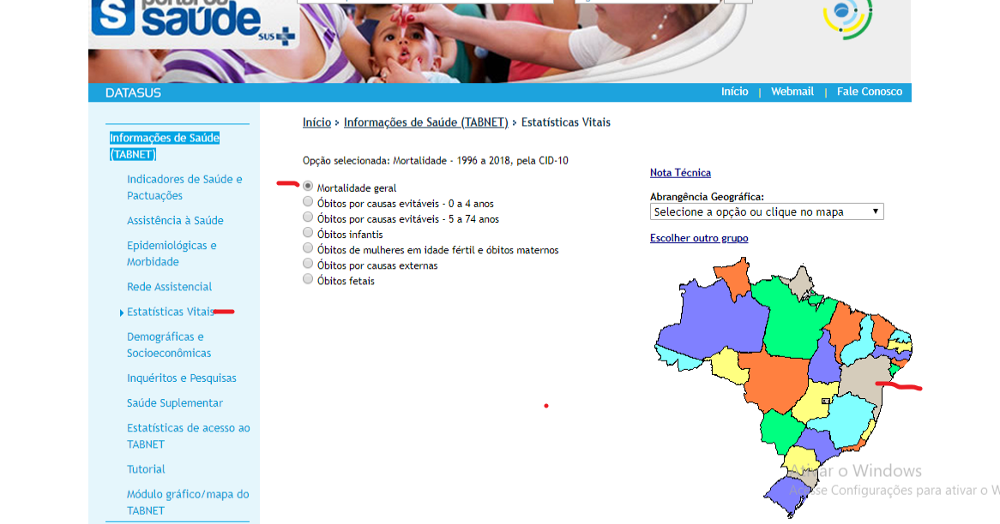 portal da
saúde
SUS
DATASUS
Início | Webmail | Fale Conosco
Informações de Saúde
(TABNET)
Indicadores de Saúde e
Pactuações
Assistência à Saúde
Epidemiológicas e
Morbidade
Rede Assistencial
Estatísticas Vitais
Demográficas e
Socioeconômicas
Inquéritos e Pesquisas
Saúde Suplementar
Estatísticas de acesso ao
TABNET
Tutorial
Módulo gráfico/mapa do
TABNET
Início > Informações de Saúde (TABNET) > Estatísticas Vitais
Opção selecionada: Mortalidade - 1996 a 2018, pela CID-10
Mortalidade geral
Óbitos por causas evitáveis - 0 a 4 anos
Óbitos por causas evitáveis - 5 a 74 anos
Óbitos infantis
Óbitos de mulheres em idade fértil e óbitos maternos
Óbitos por causas externas
Óbitos fetais
Nota Técnica
Abrangência Geográfica:
Selecione a opção ou clique no mapa
Escolher outro grupo
Ativar o Windows
Acesse Configurações para ativar o W